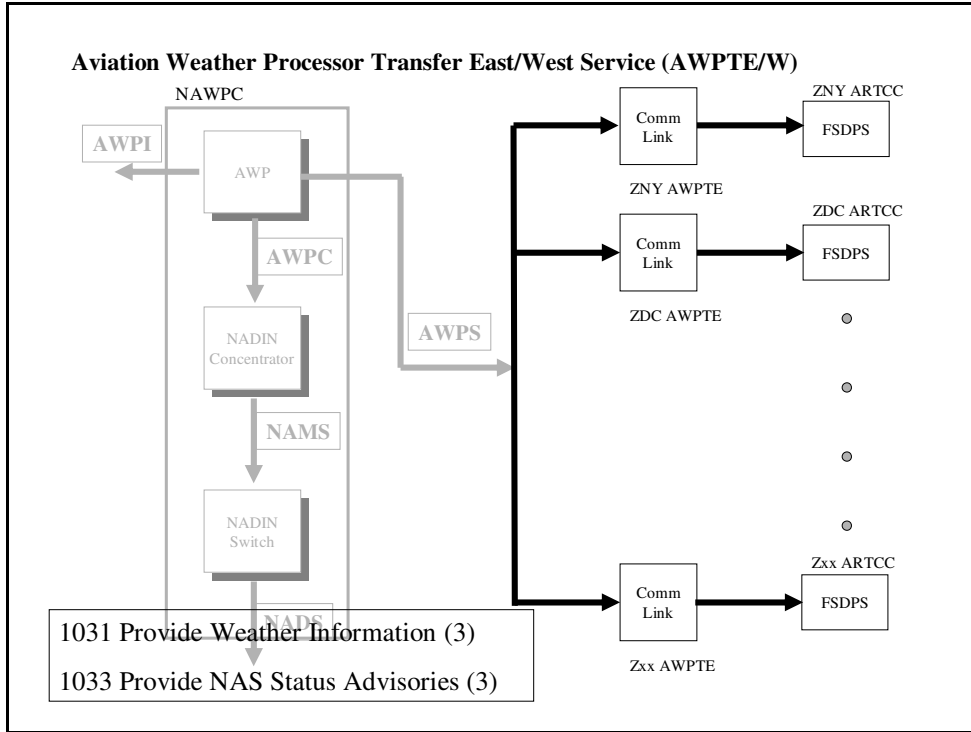 Aviation Weather Processor Transfer East/West Service (AWPTE/W)
NAWPC
AWPI
AWP
AWPC
NADIN
Concentrator
NAMS
NADIN
Switch
NADS
AWPS
Comm
Link
ZNY AWPTE
ZNY ARTCC
FSDPS
Comm
Link
ZDC AWPTE
ZDC ARTCC
FSDPS
Comm
Link
Zxx AWPTE
Zxx ARTCC
FSDPS
1031 Provide Weather Information (3)
1033 Provide NAS Status Advisories (3)